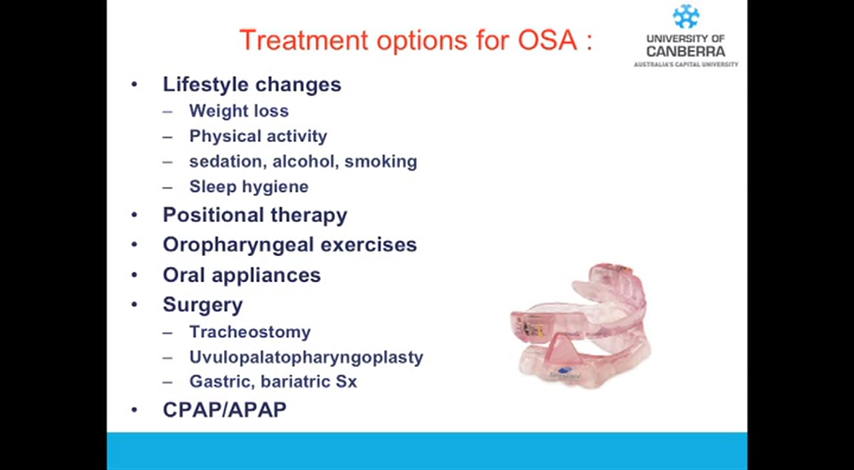 Treatment options for OSA :
UNIVERSITY OF
CANBERRA
AUSTRALIA'S CAPITAL UNIVERSITY
• Lifestyle changes
– Weight loss
– Physical activity
– sedation, alcohol, smoking
– Sleep hygiene
• Positional therapy
• Oropharyngeal exercises
• Oral appliances
• Surgery
– Tracheostomy
– Uvulopalatopharyngoplasty
– Gastric, bariatric Sx
• CPAP/APAP